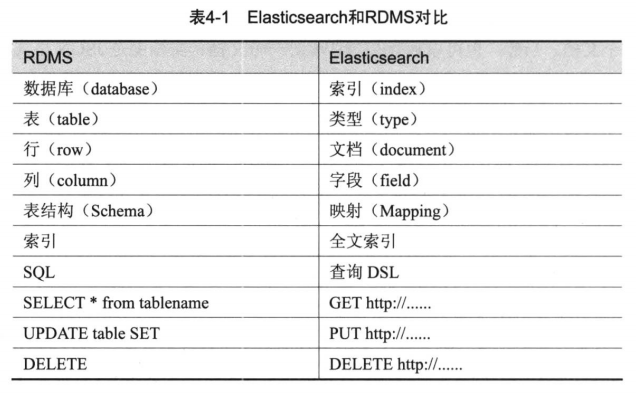 表4-1 Elasticsearch和RDMS对比
RDMS Elasticsearch
数据库（database） 索引（index）
表（table） 类型（type）
行（row） 文档（document）
列（column） 字段（field）
表结构（Schema） 映射（Mapping）
索引 全文索引
SQL 查询 DSL
SELECT * from tablename GET http://......
UPDATE table SET PUT http://......
DELETE DELETE http://......